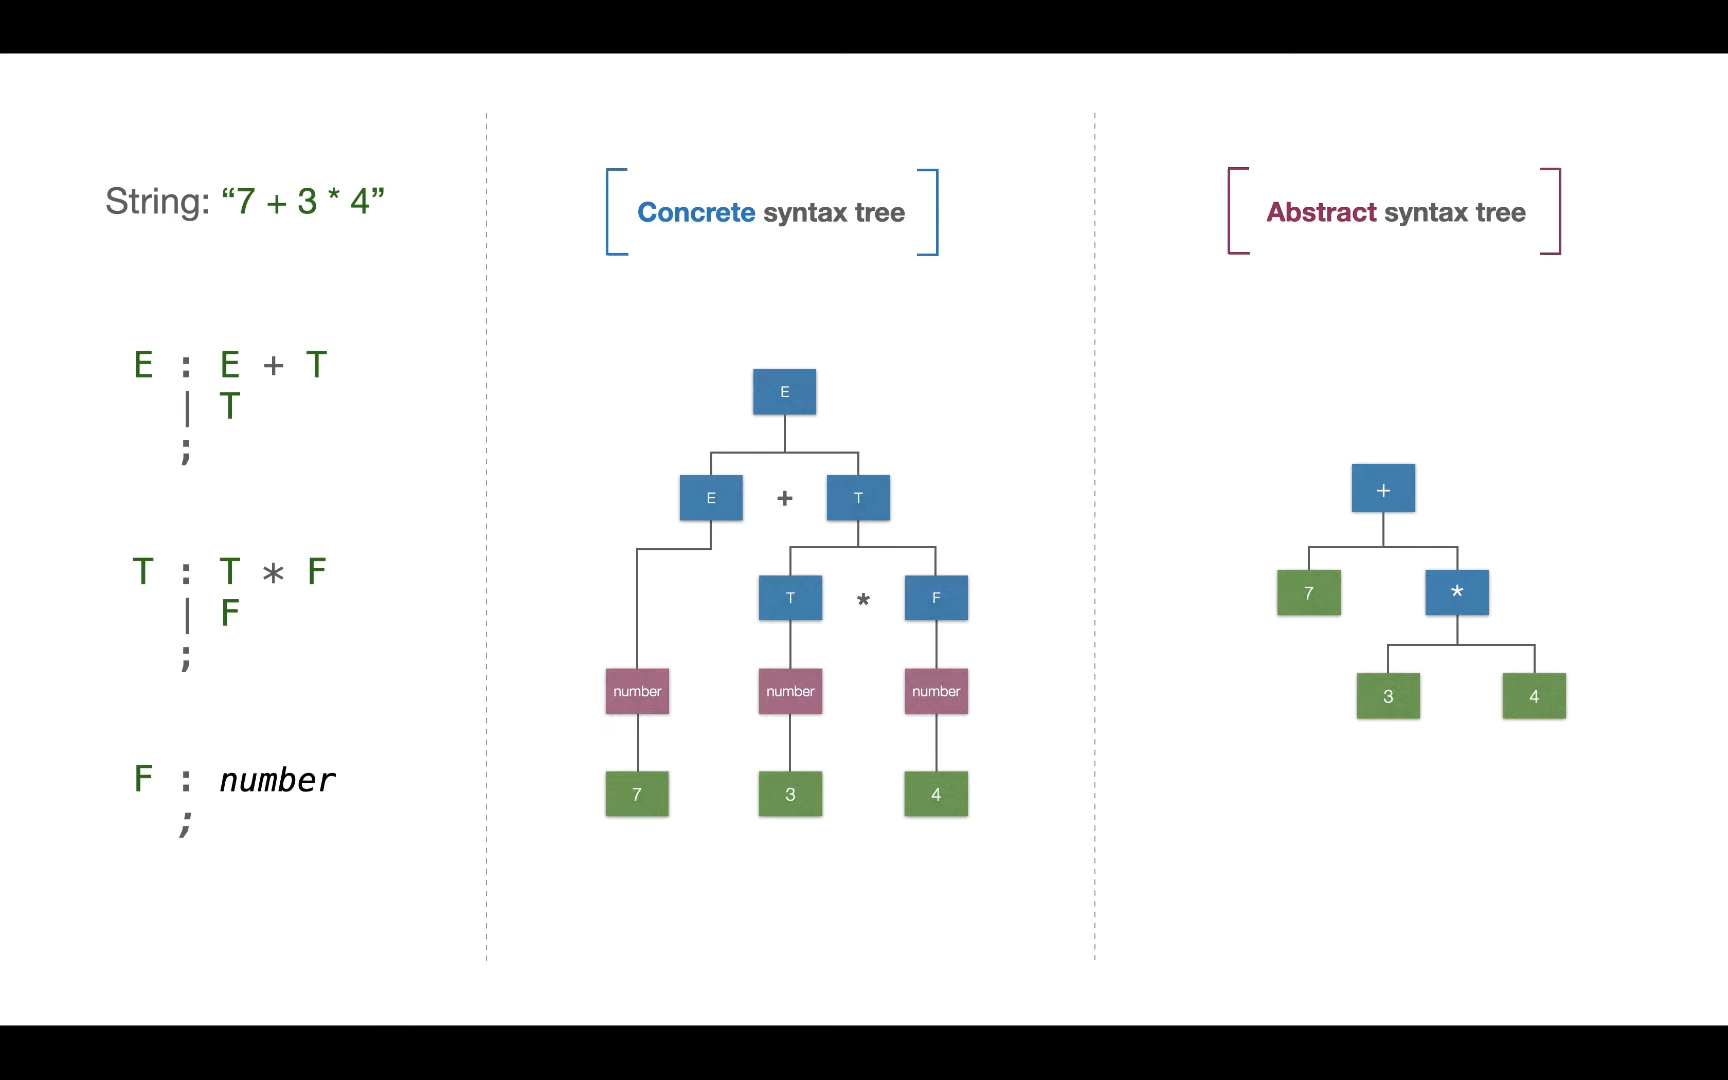 String: “7 + 3 * 4”
E : E + T
| T
;
T : T * F
| F
;
F : number
;
Concrete syntax tree
E
E + T
T * F
number number number
7 3 4
Abstract syntax tree
+
7 *
3 4